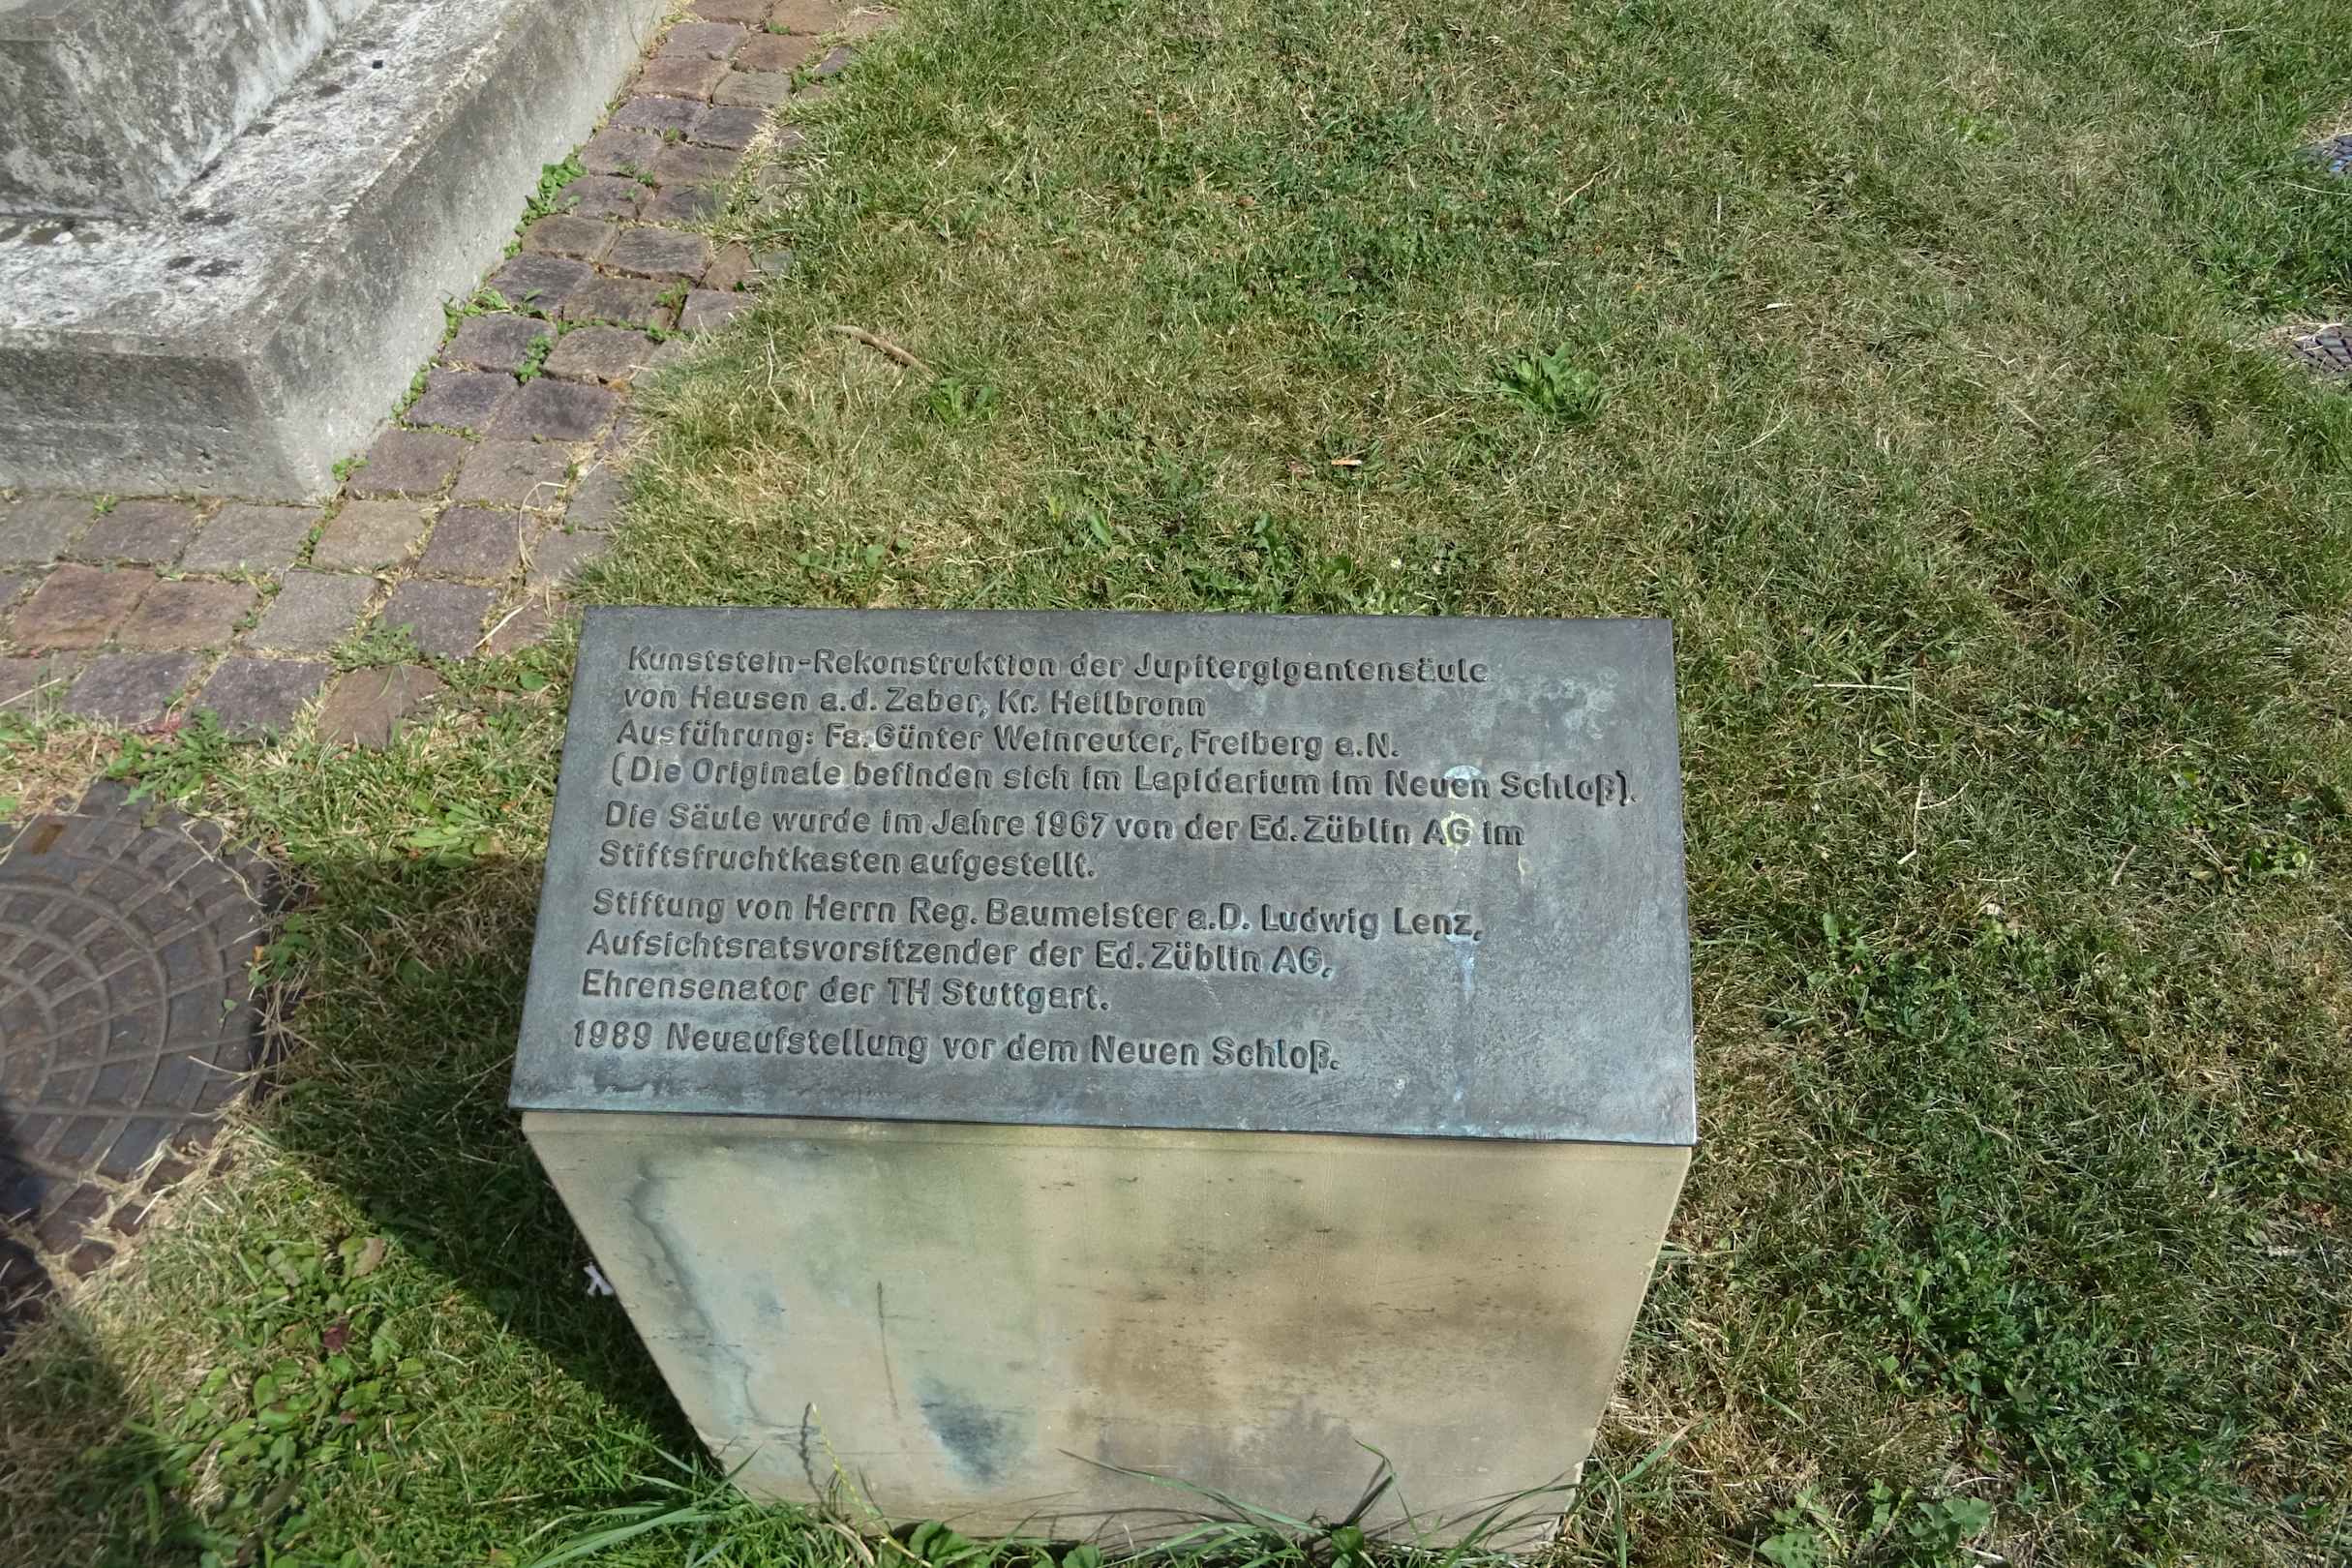 Kunststein-Rekonstruktion der Jupitergigantensäule
von Hausen a.d. Zaber, Kr. Heilbronn
Ausführung: Fa. Günter Weinreuter, Freiberg a.N.
(Die Originale befinden sich im Lapidarium im Neuen Schloß).
Die Säule wurde im Jahre 1967 von der Ed. Züblin AG im
Stiftsfruchtkasten aufgestellt.
Stiftung von Herrn Reg. Baumeister a.D. Ludwig Lenz,
Aufsichtsratsvorsitzender der Ed. Züblin AG,
Ehrensenator der TH Stuttgart.
1989 Neuaufstellung vor dem Neuen Schloß.